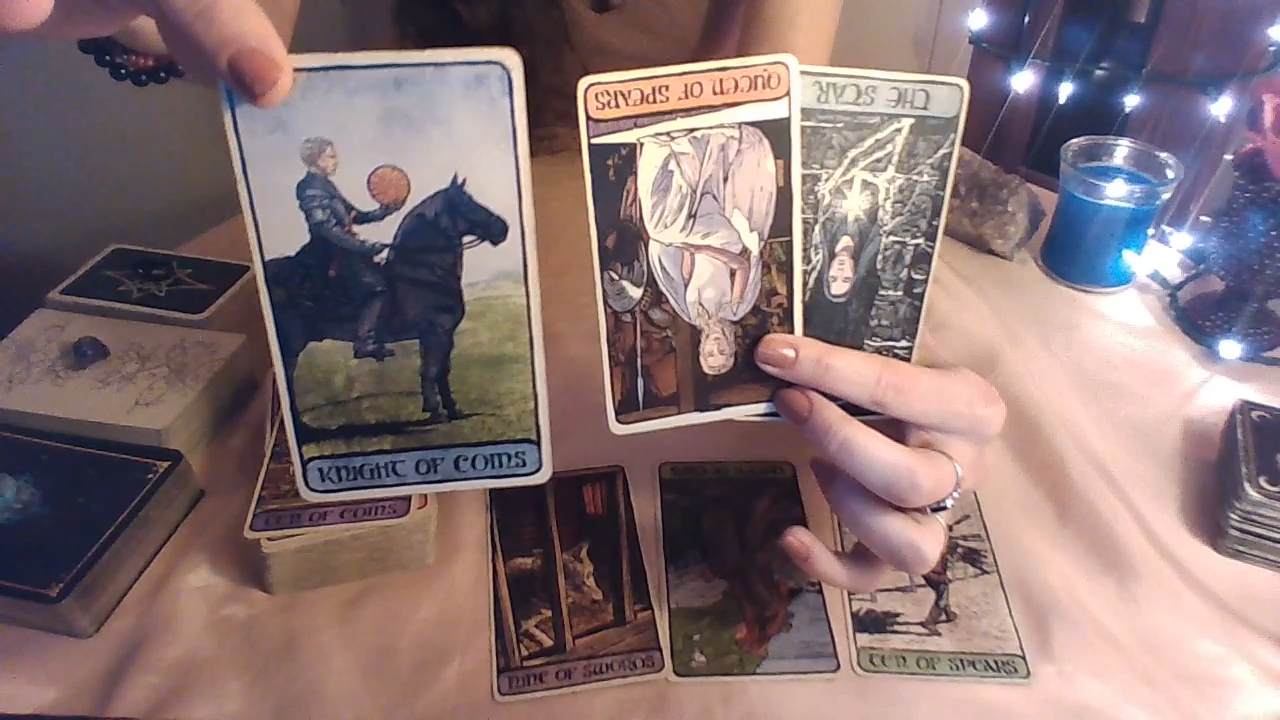 KNIGHT OF COINS
QUEEN OF SPEARS
THE STAR
TEN OF COINS
NINE OF SWORDS
TEN OF SPEARS